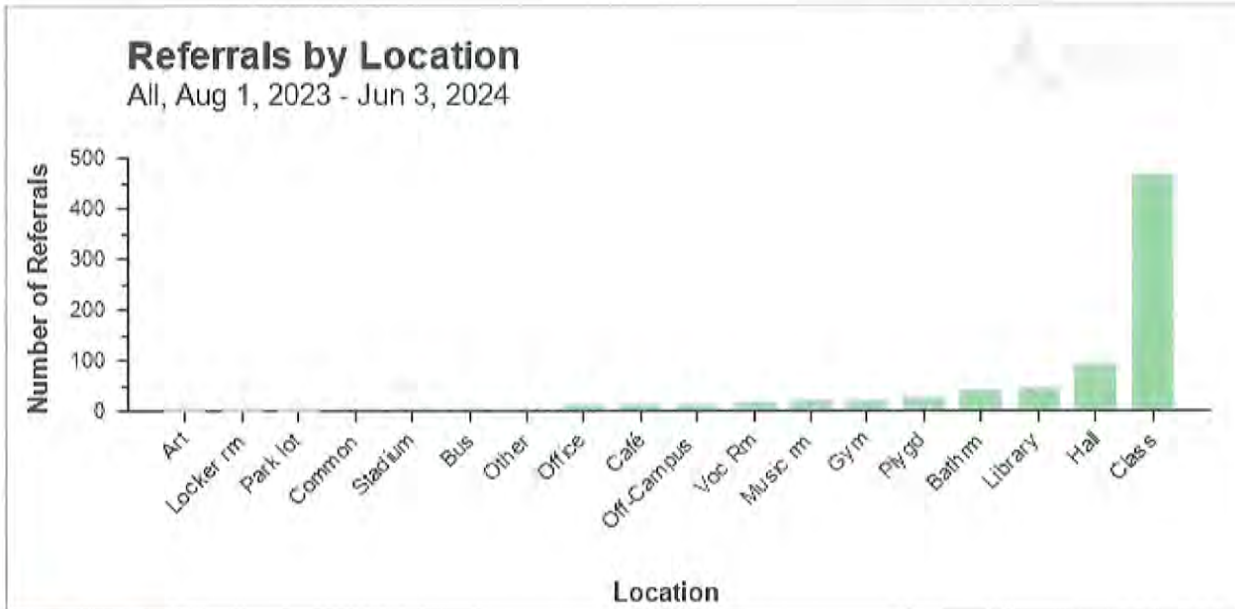 Referrals by Location
All, Aug 1, 2023 - Jun 3, 2024
Number of Referrals
500
400
300
200
100
0
Art
Locker rm
Park lot
Common
Stadium
Bus
Other
Office
Café
Off-Campus
Voc Rm
Music rm
Gym
Plygd
Bathrm
Library
Hall
Class
Location